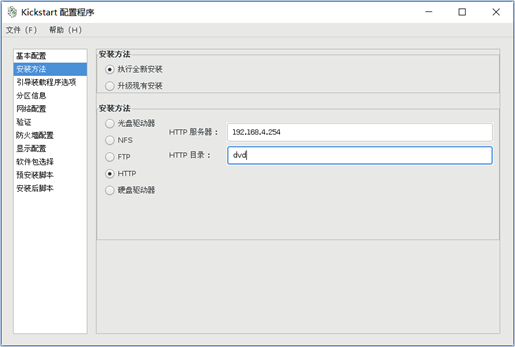 Kickstart 配置程序
文件（F） 帮助（H）
基本配置
安装方法
引导装载程序选项
分区信息
网络配置
验证
防火墙配置
显示配置
软件包选择
预安装脚本
安装后脚本
安装方法
执行全新安装
升级现有安装
安装方法
光盘驱动器
NFS
FTP
HTTP
硬盘驱动器
HTTP 服务器： 192.168.4.254
HTTP 目录： dvd